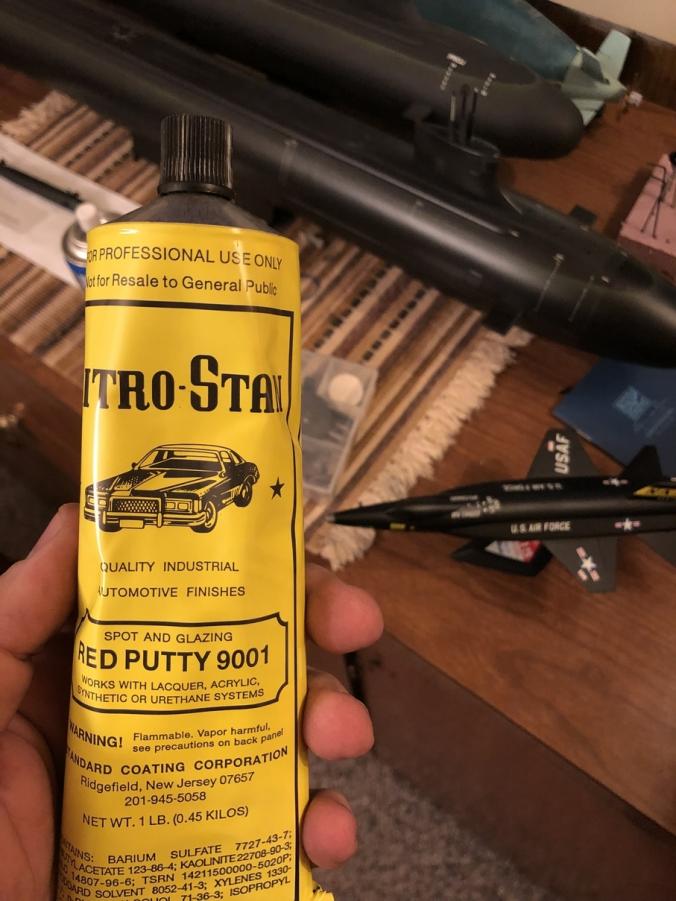 FOR PROFESSIONAL USE ONLY
Not for Resale to General Public
ITRO-STAN
QUALITY INDUSTRIAL
AUTOMOTIVE FINISHES
SPOT AND GLAZING
RED PUTTY 9001
WORKS WITH LACQUER, ACRYLIC,
SYNTHETIC OR URETHANE SYSTEMS
WARNING! Flammable. Vapor harmful,
see precautions on back panel
STANDARD COATING CORPORATION
Ridgefield, New Jersey 07657
201-945-5058
NET WT. 1 LB. (0.45 KILOS)
BARIUM SULFATE 7727-43-7;
123-86-4; KAOLINITE 22708-90-3;
14807-96-6; TSRN 14211500000-5020P;
SOLVENT 8052-41-3; XYLENES 1330-
71-36-3; ISOPROPYL
USAF
U.S. AIR FORCE